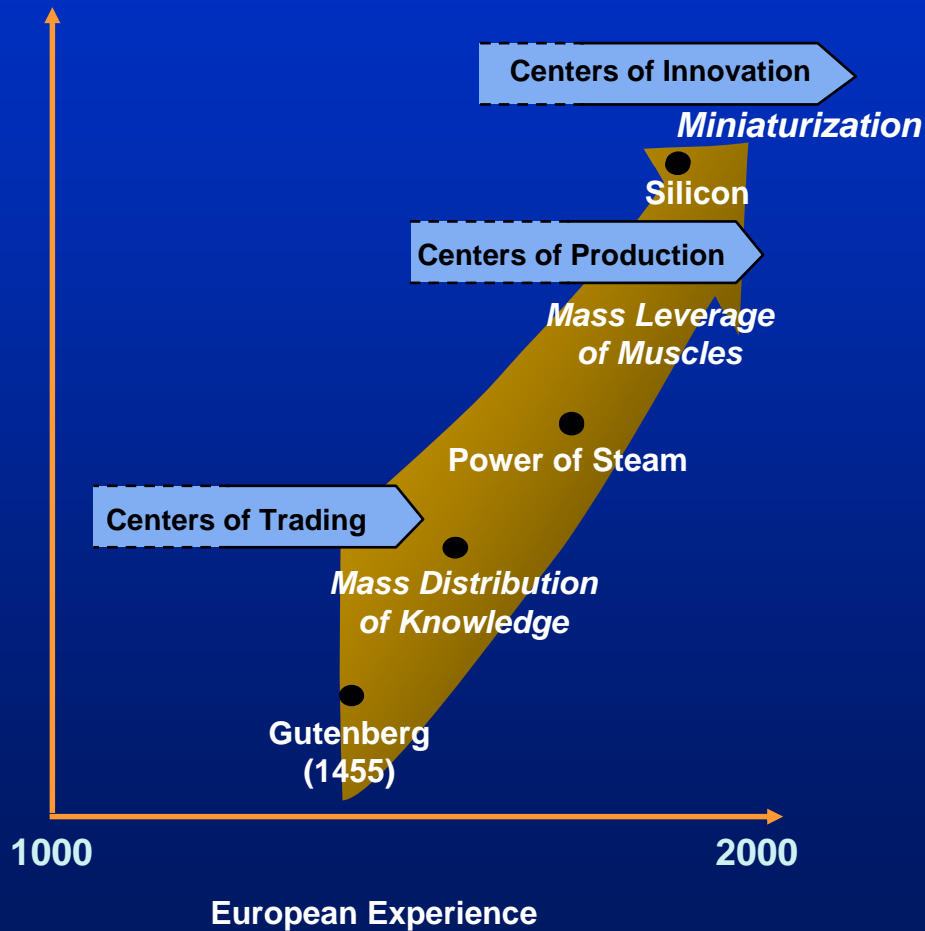 Centers of Innovation
Miniaturization
Silicon
Centers of Production
Mass Leverage
of Muscles
Power of Steam
Centers of Trading
Mass Distribution
of Knowledge
Gutenberg
(1455)
1000
2000
European Experience